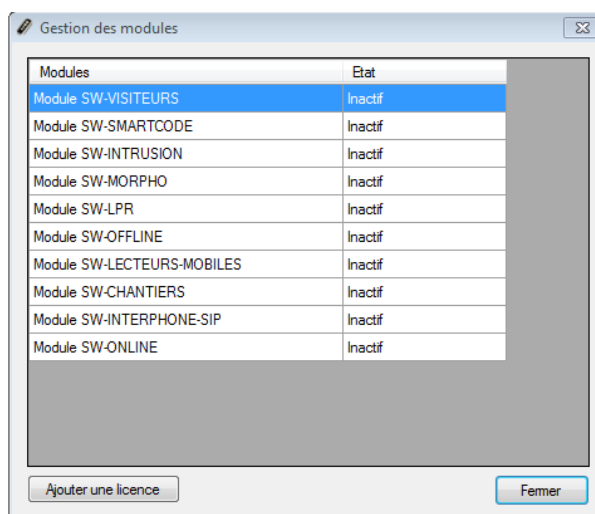 Gestion des modules
Modules Etat
Module SW-VISITEURS Inactif
Module SW-SMARTCODE Inactif
Module SW-INTRUSION Inactif
Module SW-MORPHO Inactif
Module SW-LPR Inactif
Module SW-OFFLINE Inactif
Module SW-LECTEURS-MOBILES Inactif
Module SW-CHANTIERS Inactif
Module SW-INTERPHONE-SIP Inactif
Module SW-ONLINE Inactif
Ajouter une licence Fermer